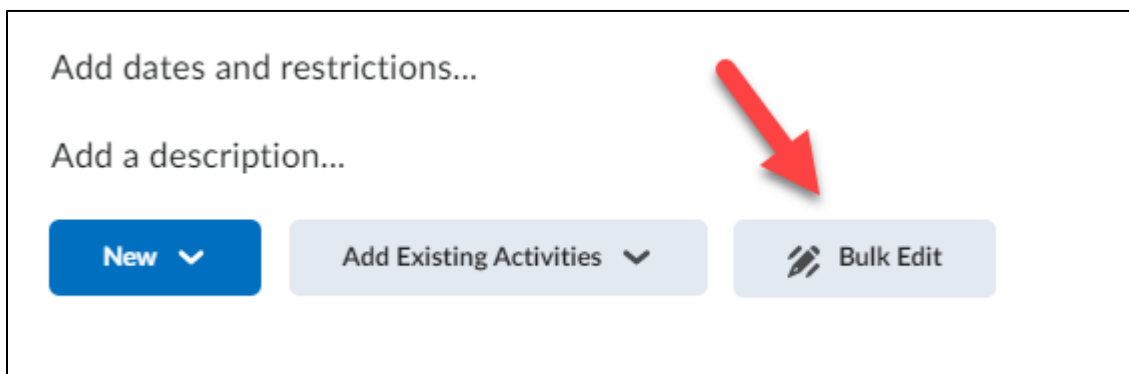 Add dates and restrictions...
Add a description...
New Add Existing Activities Bulk Edit